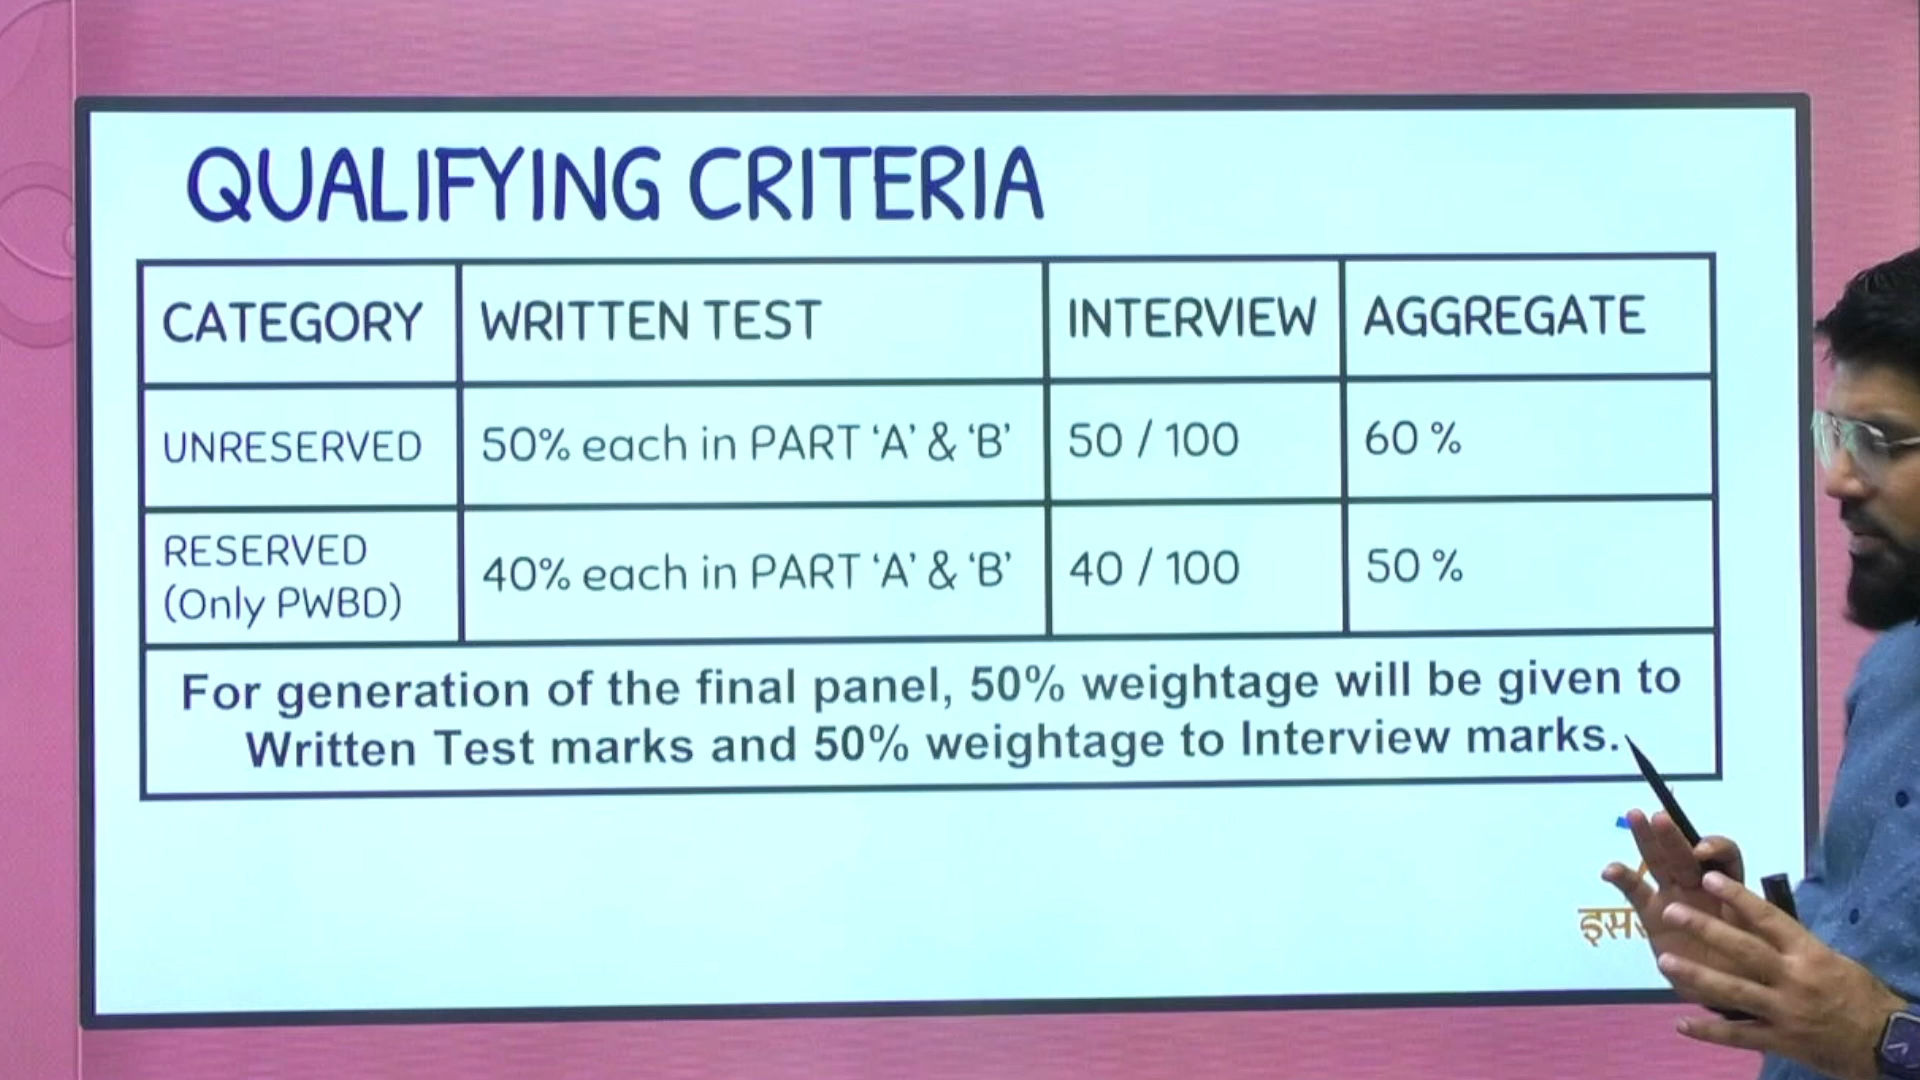 QUALIFYING CRITERIA
CATEGORY WRITTEN TEST INTERVIEW AGGREGATE
UNRESERVED 50% each in PART ‘A’ & ‘B’ 50 / 100 60 %
RESERVED
(Only PWBD) 40% each in PART ‘A’ & ‘B’ 40 / 100 50 %
For generation of the final panel, 50% weightage will be given to
Written Test marks and 50% weightage to Interview marks.